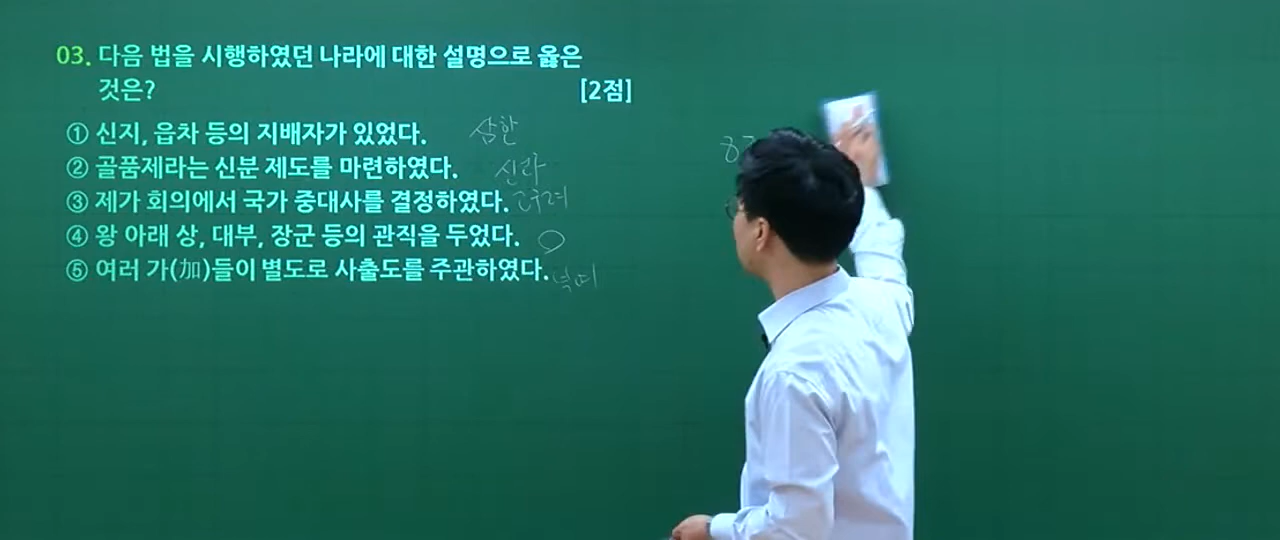 03. 다음 법을 시행하였던 나라에 대한 설명으로 옳은
것은? [2점]
① 신지, 읍차 등의 지배자가 있었다. 삼한
② 골품제라는 신분 제도를 마련하였다. 신라
③ 제가 회의에서 국가 중대사를 결정하였다. 고구려
④ 왕 아래 상, 대부, 장군 등의 관직을 두었다.
⑤ 여러 가(加)들이 별도로 사출도를 주관하였다.